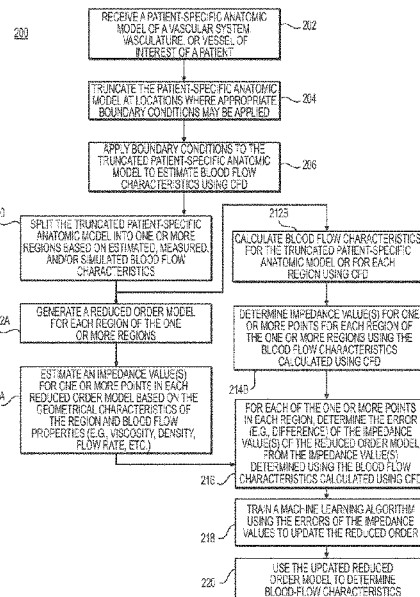 200
RECEIVE A PATIENT-SPECIFIC ANATOMIC
MODEL OF A VASCULAR SYSTEM,
VASCULATURE, OR VESSEL OF
INTEREST OF A PATIENT
202
TRUNCATE THE PATIENT-SPECIFIC ANATOMIC
MODEL AT LOCATIONS WHERE APPROPRIATE
BOUNDARY CONDITIONS MAY BE APPLIED
204
APPLY BOUNDARY CONDITIONS TO THE
TRUNCATED PATIENT-SPECIFIC ANATOMIC
MODEL TO ESTIMATE BLOOD FLOW
CHARACTERISTICS USING CFD
206
SPLIT THE TRUNCATED PATIENT-SPECIFIC
ANATOMIC MODEL INTO ONE OR MORE
REGIONS BASED ON ESTIMATED, MEASURED,
AND/OR SIMULATED BLOOD FLOW
CHARACTERISTICS
GENERATE A REDUCED ORDER MODEL
FOR EACH REGION OF THE ONE
OR MORE REGIONS
2A
ESTIMATE AN IMPEDANCE VALUE(S)
FOR ONE OR MORE POINTS IN EACH
REDUCED ORDER MODEL BASED ON THE
GEOMETRICAL CHARACTERISTICS OF
THE REGION AND BLOOD FLOW
PROPERTIES (E.G., VISCOSITY, DENSITY,
FLOW RATE, ETC.)
212B
CALCULATE BLOOD FLOW CHARACTERISTICS
FOR THE TRUNCATED PATIENT-SPECIFIC
ANATOMIC MODEL OR FOR EACH
REGION USING CFD
DETERMINE IMPEDANCE VALUE(S) FOR ONE
OR MORE POINTS FOR EACH REGION OF
THE ONE OR MORE REGIONS USING THE
BLOOD FLOW CHARACTERISTICS
CALCULATED USING CFD
214B
FOR EACH OF THE ONE OR MORE POINTS
IN EACH REGION, DETERMINE THE ERROR
(E.G., DIFFERENCE) OF THE IMPEDANCE
VALUE(S) OF THE REDUCED ORDER MODEL
FROM THE IMPEDANCE VALUE(S)
DETERMINED USING THE BLOOD FLOW
CHARACTERISTICS CALCULATED USING CFD
216
TRAIN A MACHINE LEARNING ALGORITHM
USING THE ERRORS OF THE IMPEDANCE
VALUES TO UPDATE THE REDUCED ORDER
218
USE THE UPDATED REDUCED
ORDER MODEL TO DETERMINE
BLOOD-FLOW CHARACTERISTICS
220